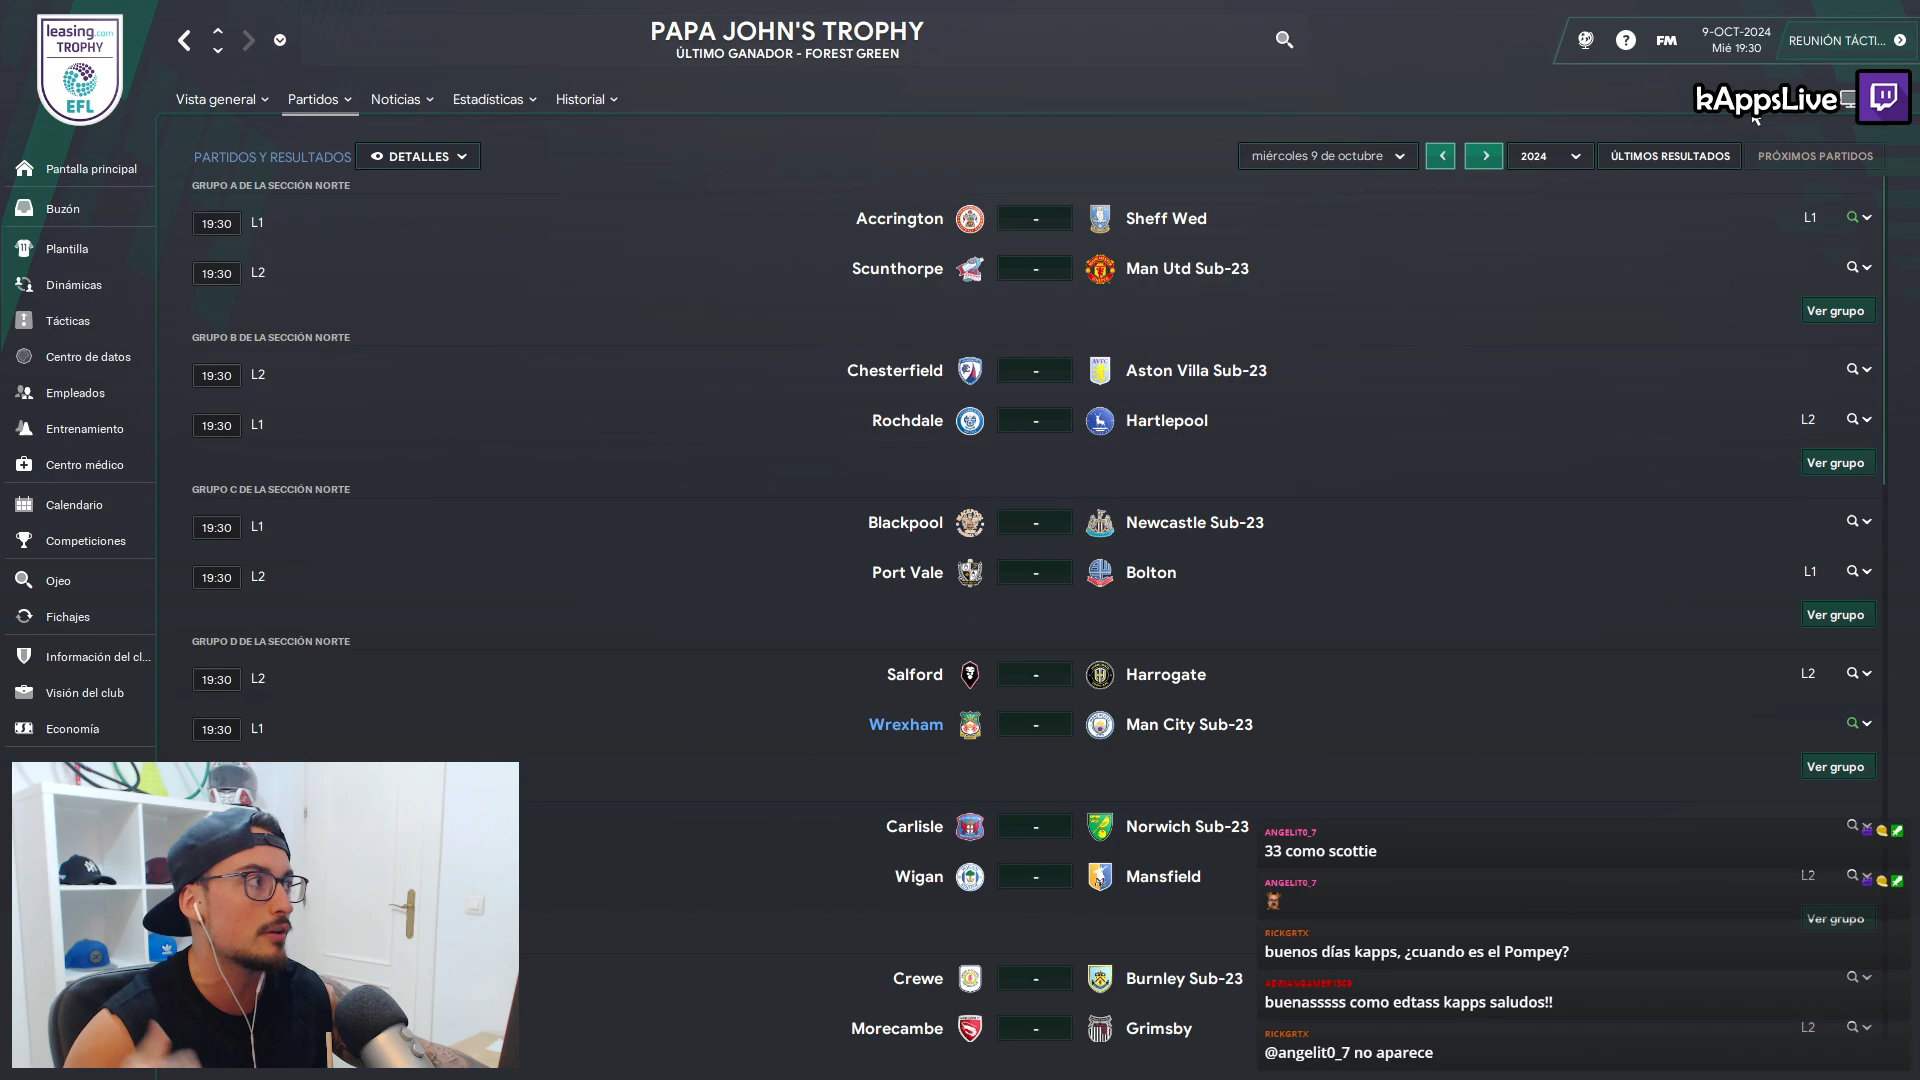 leasing.com
TROPHY
EFL
PAPA JOHN'S TROPHY
ÚLTIMO GANADOR - FOREST GREEN
FM
9-OCT-2024
Mié 19:30
REUNIÓN TÁCTI...
Vista general
Partidos
Noticias
Estadísticas
Historial
kAppsLive
PARTIDOS Y RESULTADOS
DETALLES
miércoles 9 de octubre
2024
ÚLTIMOS RESULTADOS
PRÓXIMOS PARTIDOS
Pantalla principal
Buzón
Plantilla
Dinámicas
Tácticas
Centro de datos
Empleados
Entrenamiento
Centro médico
Calendario
Competiciones
Ojeo
Fichajes
Información del cl...
Visión del club
Economía
GRUPO A DE LA SECCIÓN NORTE
19:30 L1 Accrington - Sheff Wed L1
19:30 L2 Scunthorpe - Man Utd Sub-23
Ver grupo
GRUPO B DE LA SECCIÓN NORTE
19:30 L2 Chesterfield - Aston Villa Sub-23
19:30 L1 Rochdale - Hartlepool L2
Ver grupo
GRUPO C DE LA SECCIÓN NORTE
19:30 L1 Blackpool - Newcastle Sub-23
19:30 L2 Port Vale - Bolton L1
Ver grupo
GRUPO D DE LA SECCIÓN NORTE
19:30 L2 Salford - Harrogate L2
19:30 L1 Wrexham - Man City Sub-23
Ver grupo
Carlisle - Norwich Sub-23
Wigan - Mansfield L2
Ver grupo
Crewe - Burnley Sub-23
Morecambe - Grimsby L2
ANGELIT0_7
33 como scottie
ANGELIT0_7
RICKGRTX
buenos días kapps, ¿cuando es el Pompey?
buenasssss como edtass kapps saludos!!
RICKGRTX
@angelit0_7 no aparece